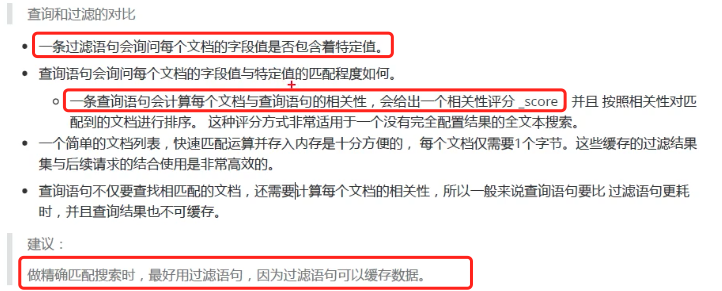 查询和过滤的对比
一条过滤语句会询问每个文档的字段值是否包含着特定值。
查询语句会询问每个文档的字段值与特定值的匹配程度如何。
一条查询语句会计算每个文档与查询语句的相关性，会给出一个相关性评分 _score 并且 按照相关性对匹
配到的文档进行排序。 这种评分方式非常适用于一个没有完全配置结果的全文本搜索。
一个简单的文档列表，快速匹配运算并存入内存是十分方便的， 每个文档仅需要1个字节。这些缓存的过滤结果
集与后续请求的结合使用是非常高效的。
查询语句不仅要查找相匹配的文档，还需要计算每个文档的相关性，所以一般来说查询语句要比 过滤语句更耗
时，并且查询结果也不可缓存。
建议：
做精确匹配搜索时，最好用过滤语句，因为过滤语句可以缓存数据。